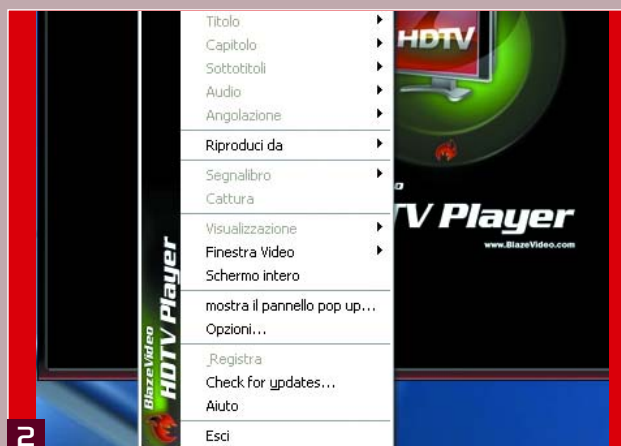 Titolo
Capitolo
Sottotitoli
Audio
Angolazione
Riproduci da
Segnalibro
Cattura
Visualizzazione
Finestra Video
Schermo intero
mostra il pannello pop up...
Opzioni...
_Registra
Check for updates...
Aiuto
Esci
BlazeVideo
HDTV Player
HDTV
TV Player
www.BlazeVideo.com
2